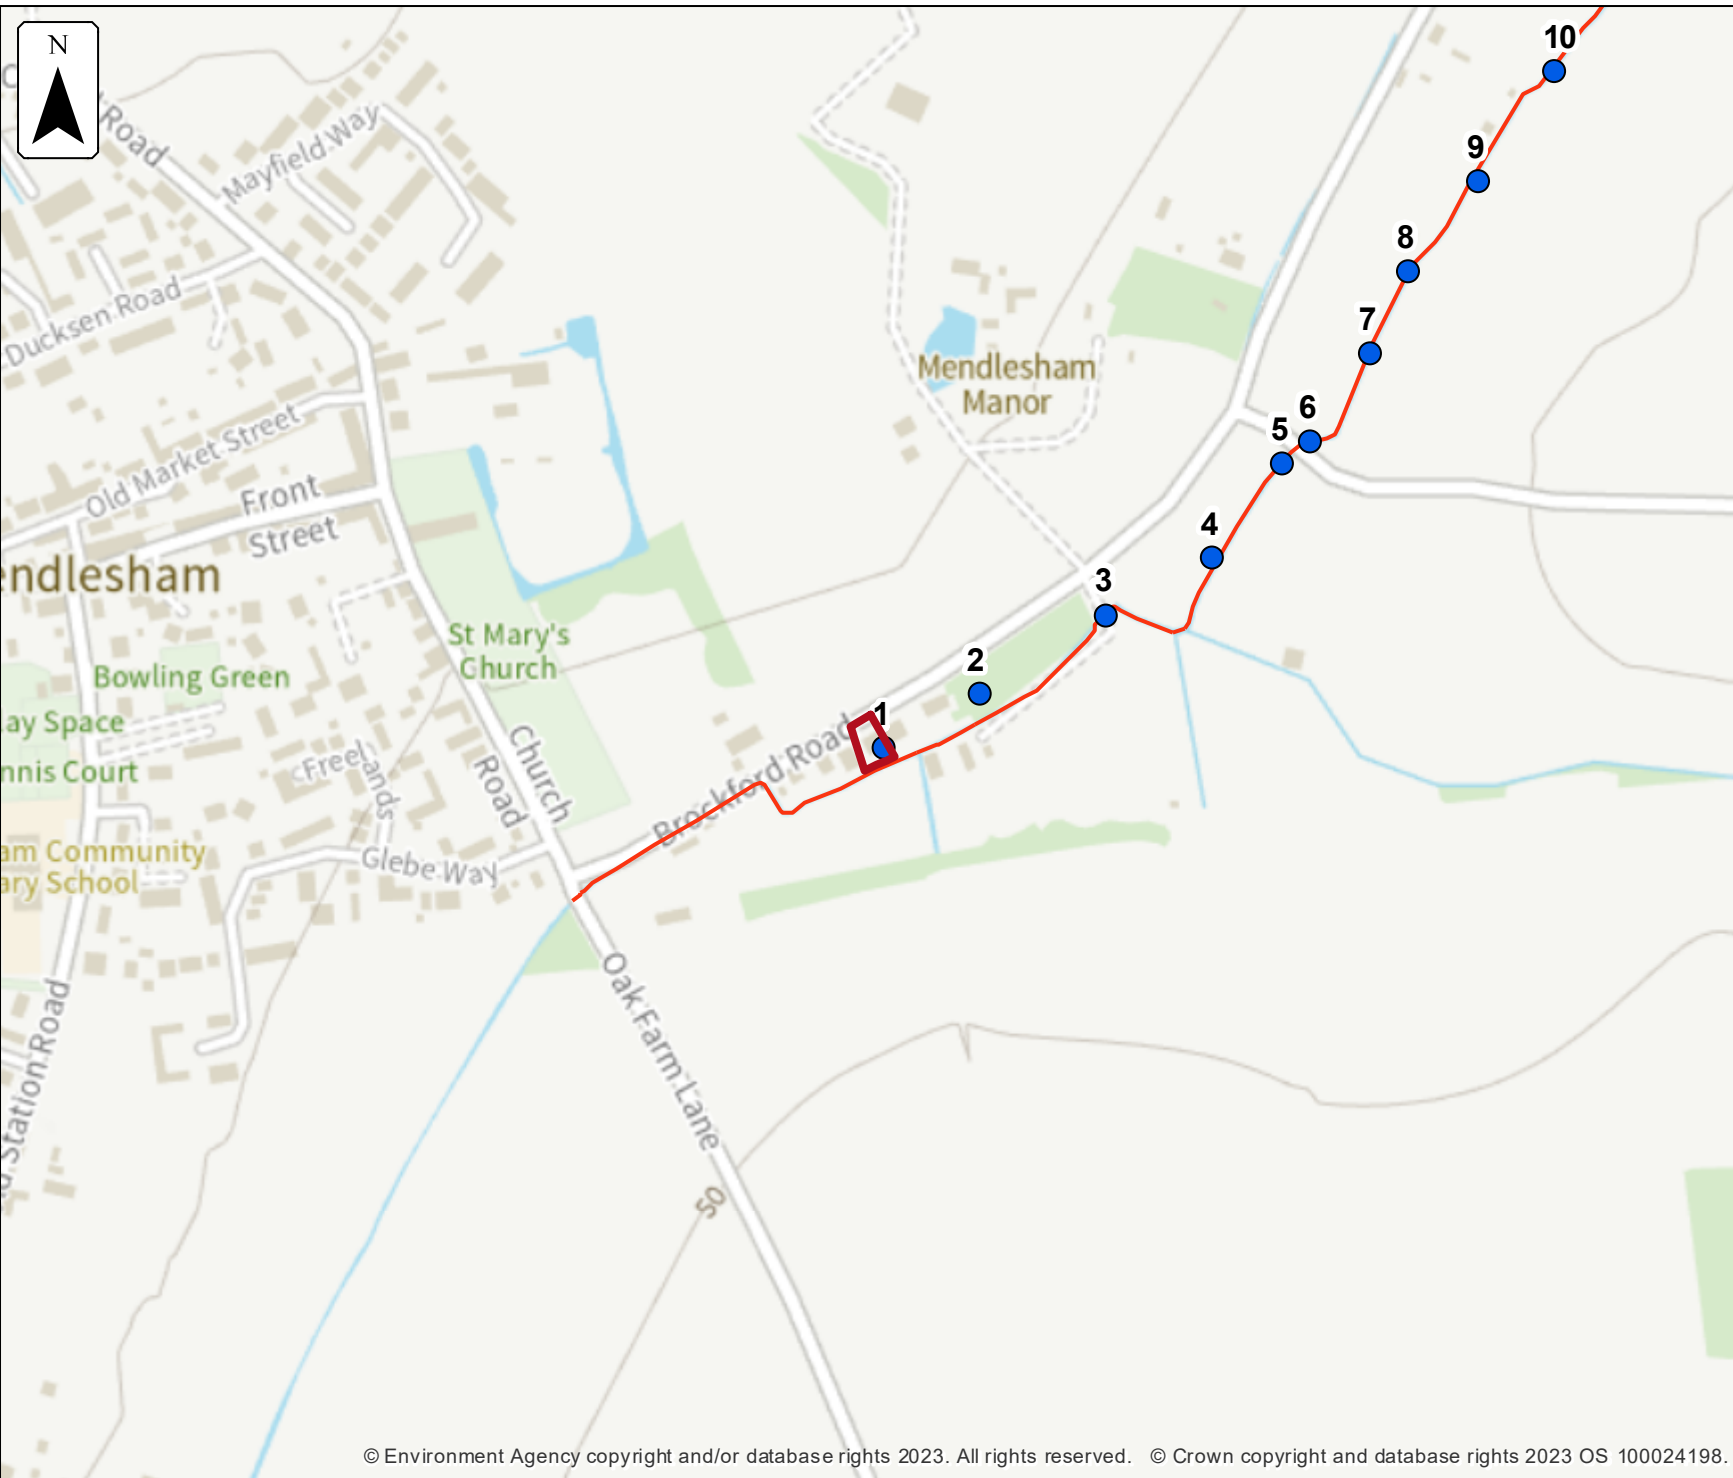 N
Road
Mayfield Way
Ducksen Road
Old Market Street
Front
Street
endlesham
Bowling Green
lay Space
nnis Court
am Community
ary School
Freelands
Glebe Way
Station Road
St Mary's
Church
Church
Road
Brockford Road
Oak Farm Lane
50
Mendlesham
Manor
1
2
3
4
5
6
7
8
9
10
© Environment Agency copyright and/or database rights 2023. All rights reserved. © Crown copyright and database rights 2023 OS 100024198.